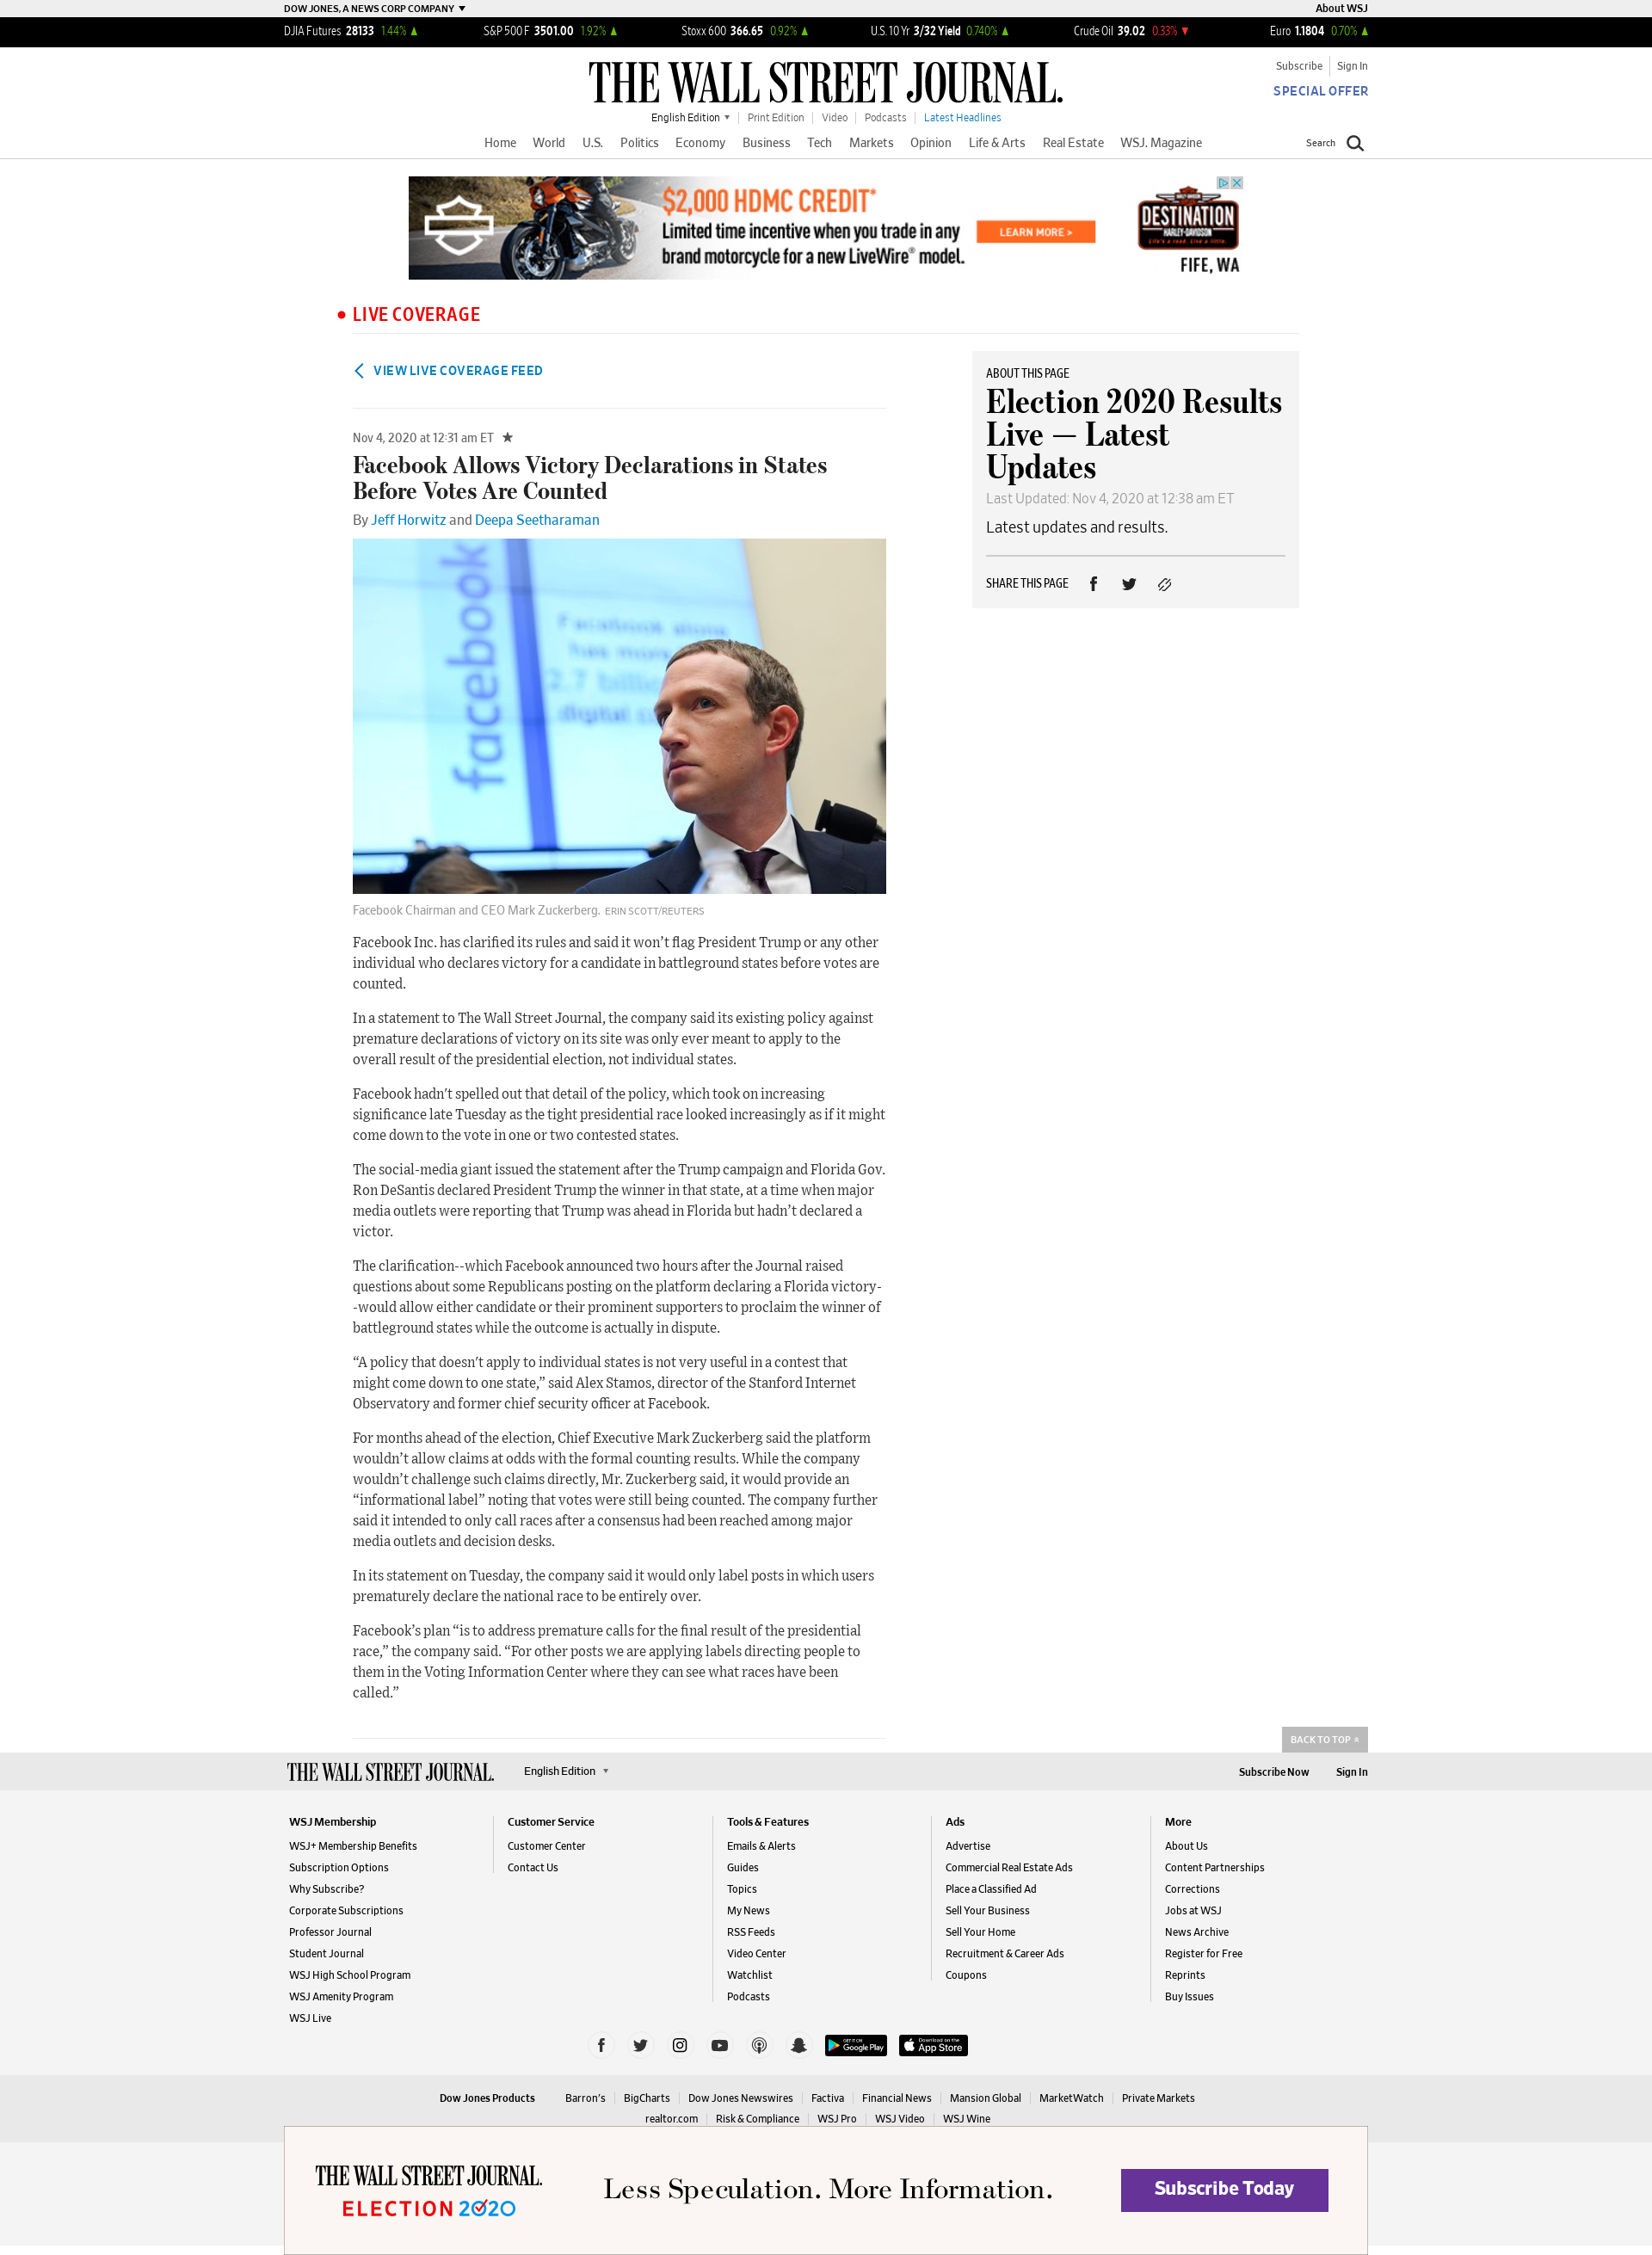 DOW JONES, A NEWS CORP COMPANY
About WSJ
DJIA Futures 28133 1.44%
S&P 500 F 3501.00 1.92%
Stoxx 600 366.65 0.92%
U.S. 10 Yr 3/32 Yield 0.740%
Crude Oil 39.02 0.33%
Euro 1.1804 0.70%
THE WALL STREET JOURNAL.
Subscribe Sign In
SPECIAL OFFER
English Edition Print Edition Video Podcasts Latest Headlines
Home World U.S. Politics Economy Business Tech Markets Opinion Life & Arts Real Estate WSJ. Magazine
Search
$2,000 HDMC CREDIT*
Limited time incentive when you trade in any
brand motorcycle for a new LiveWire® model.
LEARN MORE >
DESTINATION
HARLEY-DAVIDSON
FIFE, WA
LIVE COVERAGE
VIEW LIVE COVERAGE FEED
Nov 4, 2020 at 12:31 am ET
Facebook Allows Victory Declarations in States
Before Votes Are Counted
By Jeff Horwitz and Deepa Seetharaman
facebook
Facebook alone
Facebook Chairman and CEO Mark Zuckerberg. ERIN SCOTT/REUTERS
Facebook Inc. has clarified its rules and said it won’t flag President Trump or any other
individual who declares victory for a candidate in battleground states before votes are
counted.
In a statement to The Wall Street Journal, the company said its existing policy against
premature declarations of victory on its site was only ever meant to apply to the
overall result of the presidential election, not individual states.
Facebook hadn't spelled out that detail of the policy, which took on increasing
significance late Tuesday as the tight presidential race looked increasingly as if it might
come down to the vote in one or two contested states.
The social-media giant issued the statement after the Trump campaign and Florida Gov.
Ron DeSantis declared President Trump the winner in that state, at a time when major
media outlets were reporting that Trump was ahead in Florida but hadn’t declared a
victor.
The clarification--which Facebook announced two hours after the Journal raised
questions about some Republicans posting on the platform declaring a Florida victory-
-would allow either candidate or their prominent supporters to proclaim the winner of
battleground states while the outcome is actually in dispute.
“A policy that doesn't apply to individual states is not very useful in a contest that
might come down to one state,” said Alex Stamos, director of the Stanford Internet
Observatory and former chief security officer at Facebook.
For months ahead of the election, Chief Executive Mark Zuckerberg said the platform
wouldn’t allow claims at odds with the formal counting results. While the company
wouldn’t challenge such claims directly, Mr. Zuckerberg said, it would provide an
“informational label” noting that votes were still being counted. The company further
said it intended to only call races after a consensus had been reached among major
media outlets and decision desks.
In its statement on Tuesday, the company said it would only label posts in which users
prematurely declare the national race to be entirely over.
Facebook’s plan “is to address premature calls for the final result of the presidential
race,” the company said. “For other posts we are applying labels directing people to
them in the Voting Information Center where they can see what races have been
called.”
ABOUT THIS PAGE
Election 2020 Results
Live — Latest
Updates
Last Updated: Nov 4, 2020 at 12:38 am ET
Latest updates and results.
SHARE THIS PAGE
BACK TO TOP
THE WALL STREET JOURNAL.
English Edition
Subscribe Now Sign In
WSJ Membership
WSJ+ Membership Benefits
Subscription Options
Why Subscribe?
Corporate Subscriptions
Professor Journal
Student Journal
WSJ High School Program
WSJ Amenity Program
WSJ Live
Customer Service
Customer Center
Contact Us
Tools & Features
Emails & Alerts
Guides
Topics
My News
RSS Feeds
Video Center
Watchlist
Podcasts
Ads
Advertise
Commercial Real Estate Ads
Place a Classified Ad
Sell Your Business
Sell Your Home
Recruitment & Career Ads
Coupons
More
About Us
Content Partnerships
Corrections
Jobs at WSJ
News Archive
Register for Free
Reprints
Buy Issues
GET IT ON
Google Play
Download on the
App Store
Dow Jones Products Barron's BigCharts Dow Jones Newswires Factiva Financial News Mansion Global MarketWatch Private Markets
realtor.com Risk & Compliance WSJ Pro WSJ Video WSJ Wine
THE WALL STREET JOURNAL.
ELECTION 2020
Less Speculation. More Information.
Subscribe Today